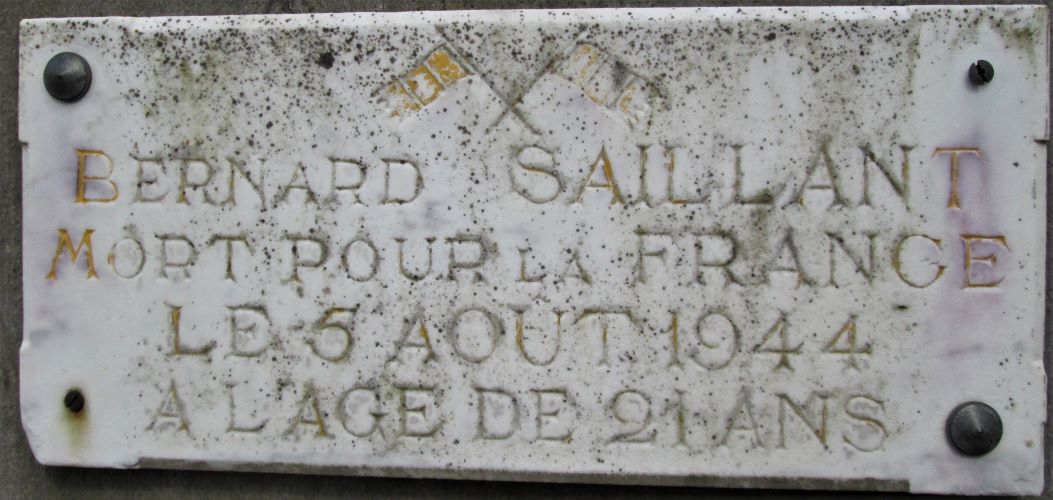 BERNARD SAILLANT
MORT POUR LA FRANCE
LE 5 AOUT 1944
A L'AGE DE 21 ANS